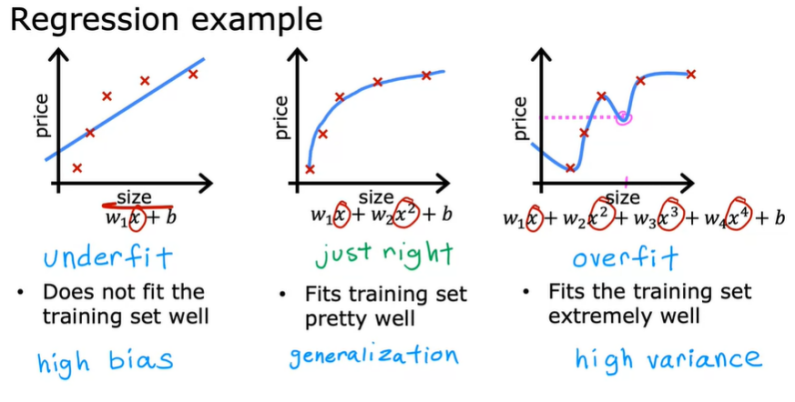 Regression example
price
size
w₁x + b
underfit
• Does not fit the
training set well
high bias
price
size
w₁x + w₂x² + b
just right
• Fits training set
pretty well
generalization
price
size
w₁x + w₂x² + w₃x³ + w₄x⁴ + b
overfit
• Fits the training set
extremely well
high variance